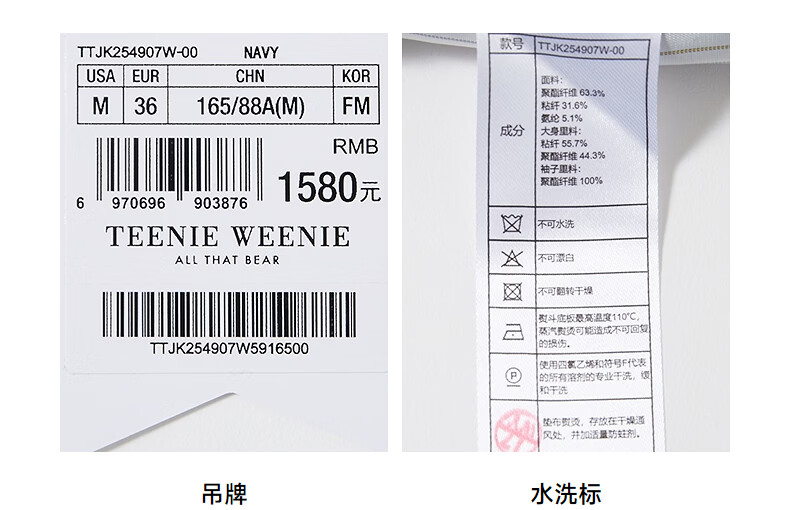 TTJK254907W-00 NAVY
USA EUR CHN KOR
M 36 165/88A(M) FM
RMB
1580元
6 970696 903876
TEENIE WEENIE
ALL THAT BEAR
TTJK254907W5916500
吊牌
款号 TTJK254907W-00
成分
面料:
聚酯纤维 63.3%
粘纤 31.6%
氨纶 5.1%
大身里料:
粘纤 55.7%
聚酯纤维 44.3%
袖子里料:
聚酯纤维 100%
不可水洗
不可漂白
不可翻转干燥
熨斗底板最高温度110℃,
蒸汽熨烫可能造成不可回复
的损伤。
P
使用四氯乙烯和符号F代表
的所有溶剂的专业干洗，缓
和干洗
垫布熨烫，存放在干燥通
风处，并加适量防蛀剂。
水洗标